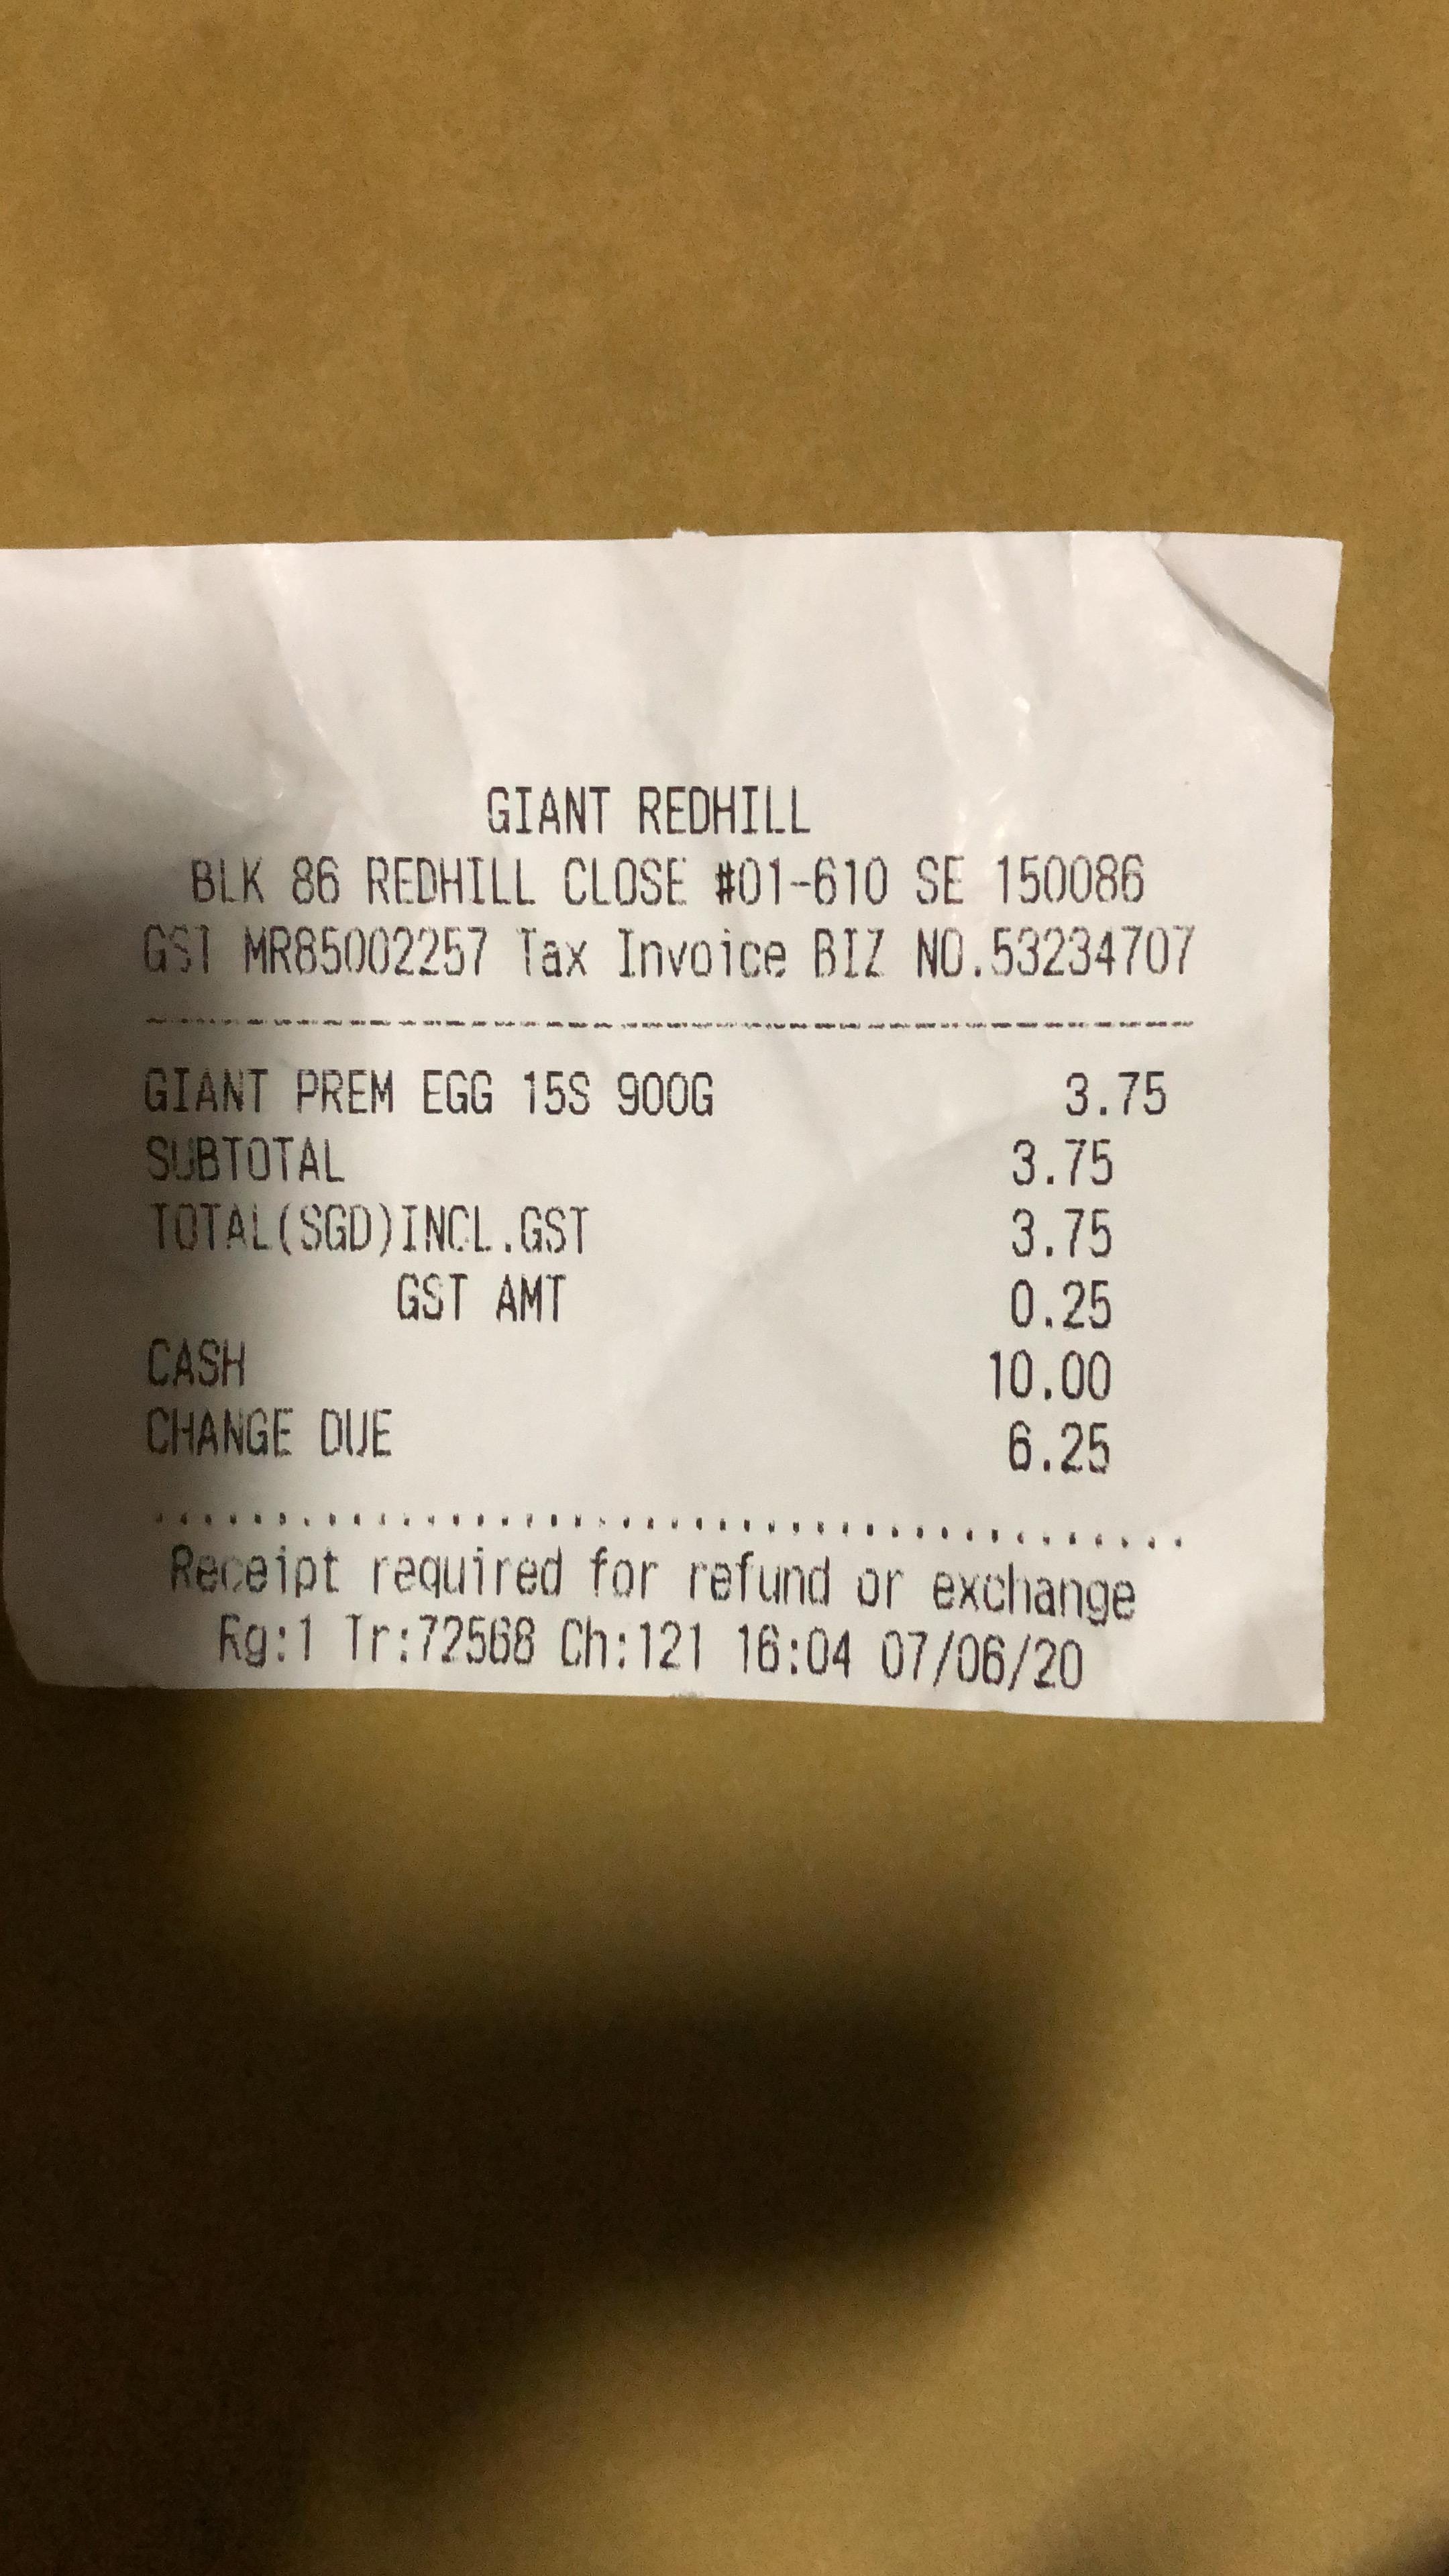 GIANT REDHILL
BLK 86 REDHILL CLOSE #01-610 SE 150086
GST MR85002257 Tax Invoice BIZ NO.53234707
------------------------------------------
GIANT PREM EGG 15S 900G 3.75
SUBTOTAL 3.75
TOTAL(SGD)INCL.GST 3.75
GST AMT 0.25
CASH 10.00
CHANGE DUE 6.25
..........................................
Receipt required for refund or exchange
Rg:1 Tr:72568 Ch:121 16:04 07/06/20